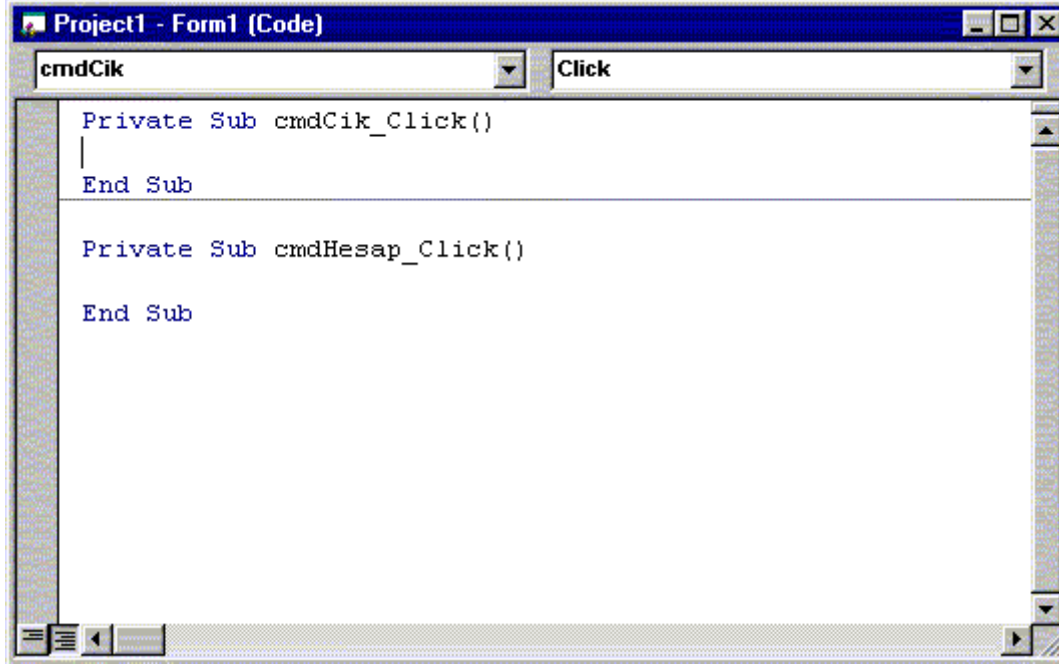 Project1 - Form1 (Code)
cmdCik Click
Private Sub cmdCik_Click()
End Sub
Private Sub cmdHesap_Click()
End Sub